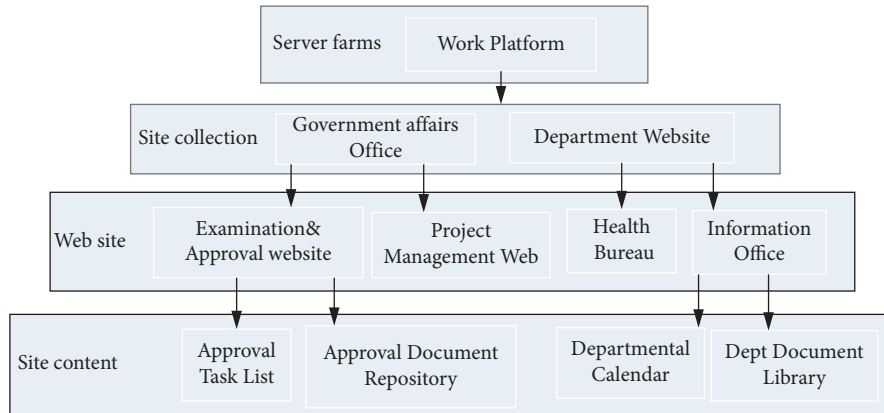 Server farms
Work Platform
Site collection
Government affairs
Office
Department Website
Web site
Examination&
Approval website
Project
Management Web
Health
Bureau
Information
Office
Site content
Approval
Task List
Approval Document
Repository
Departmental
Calendar
Dept Document
Library